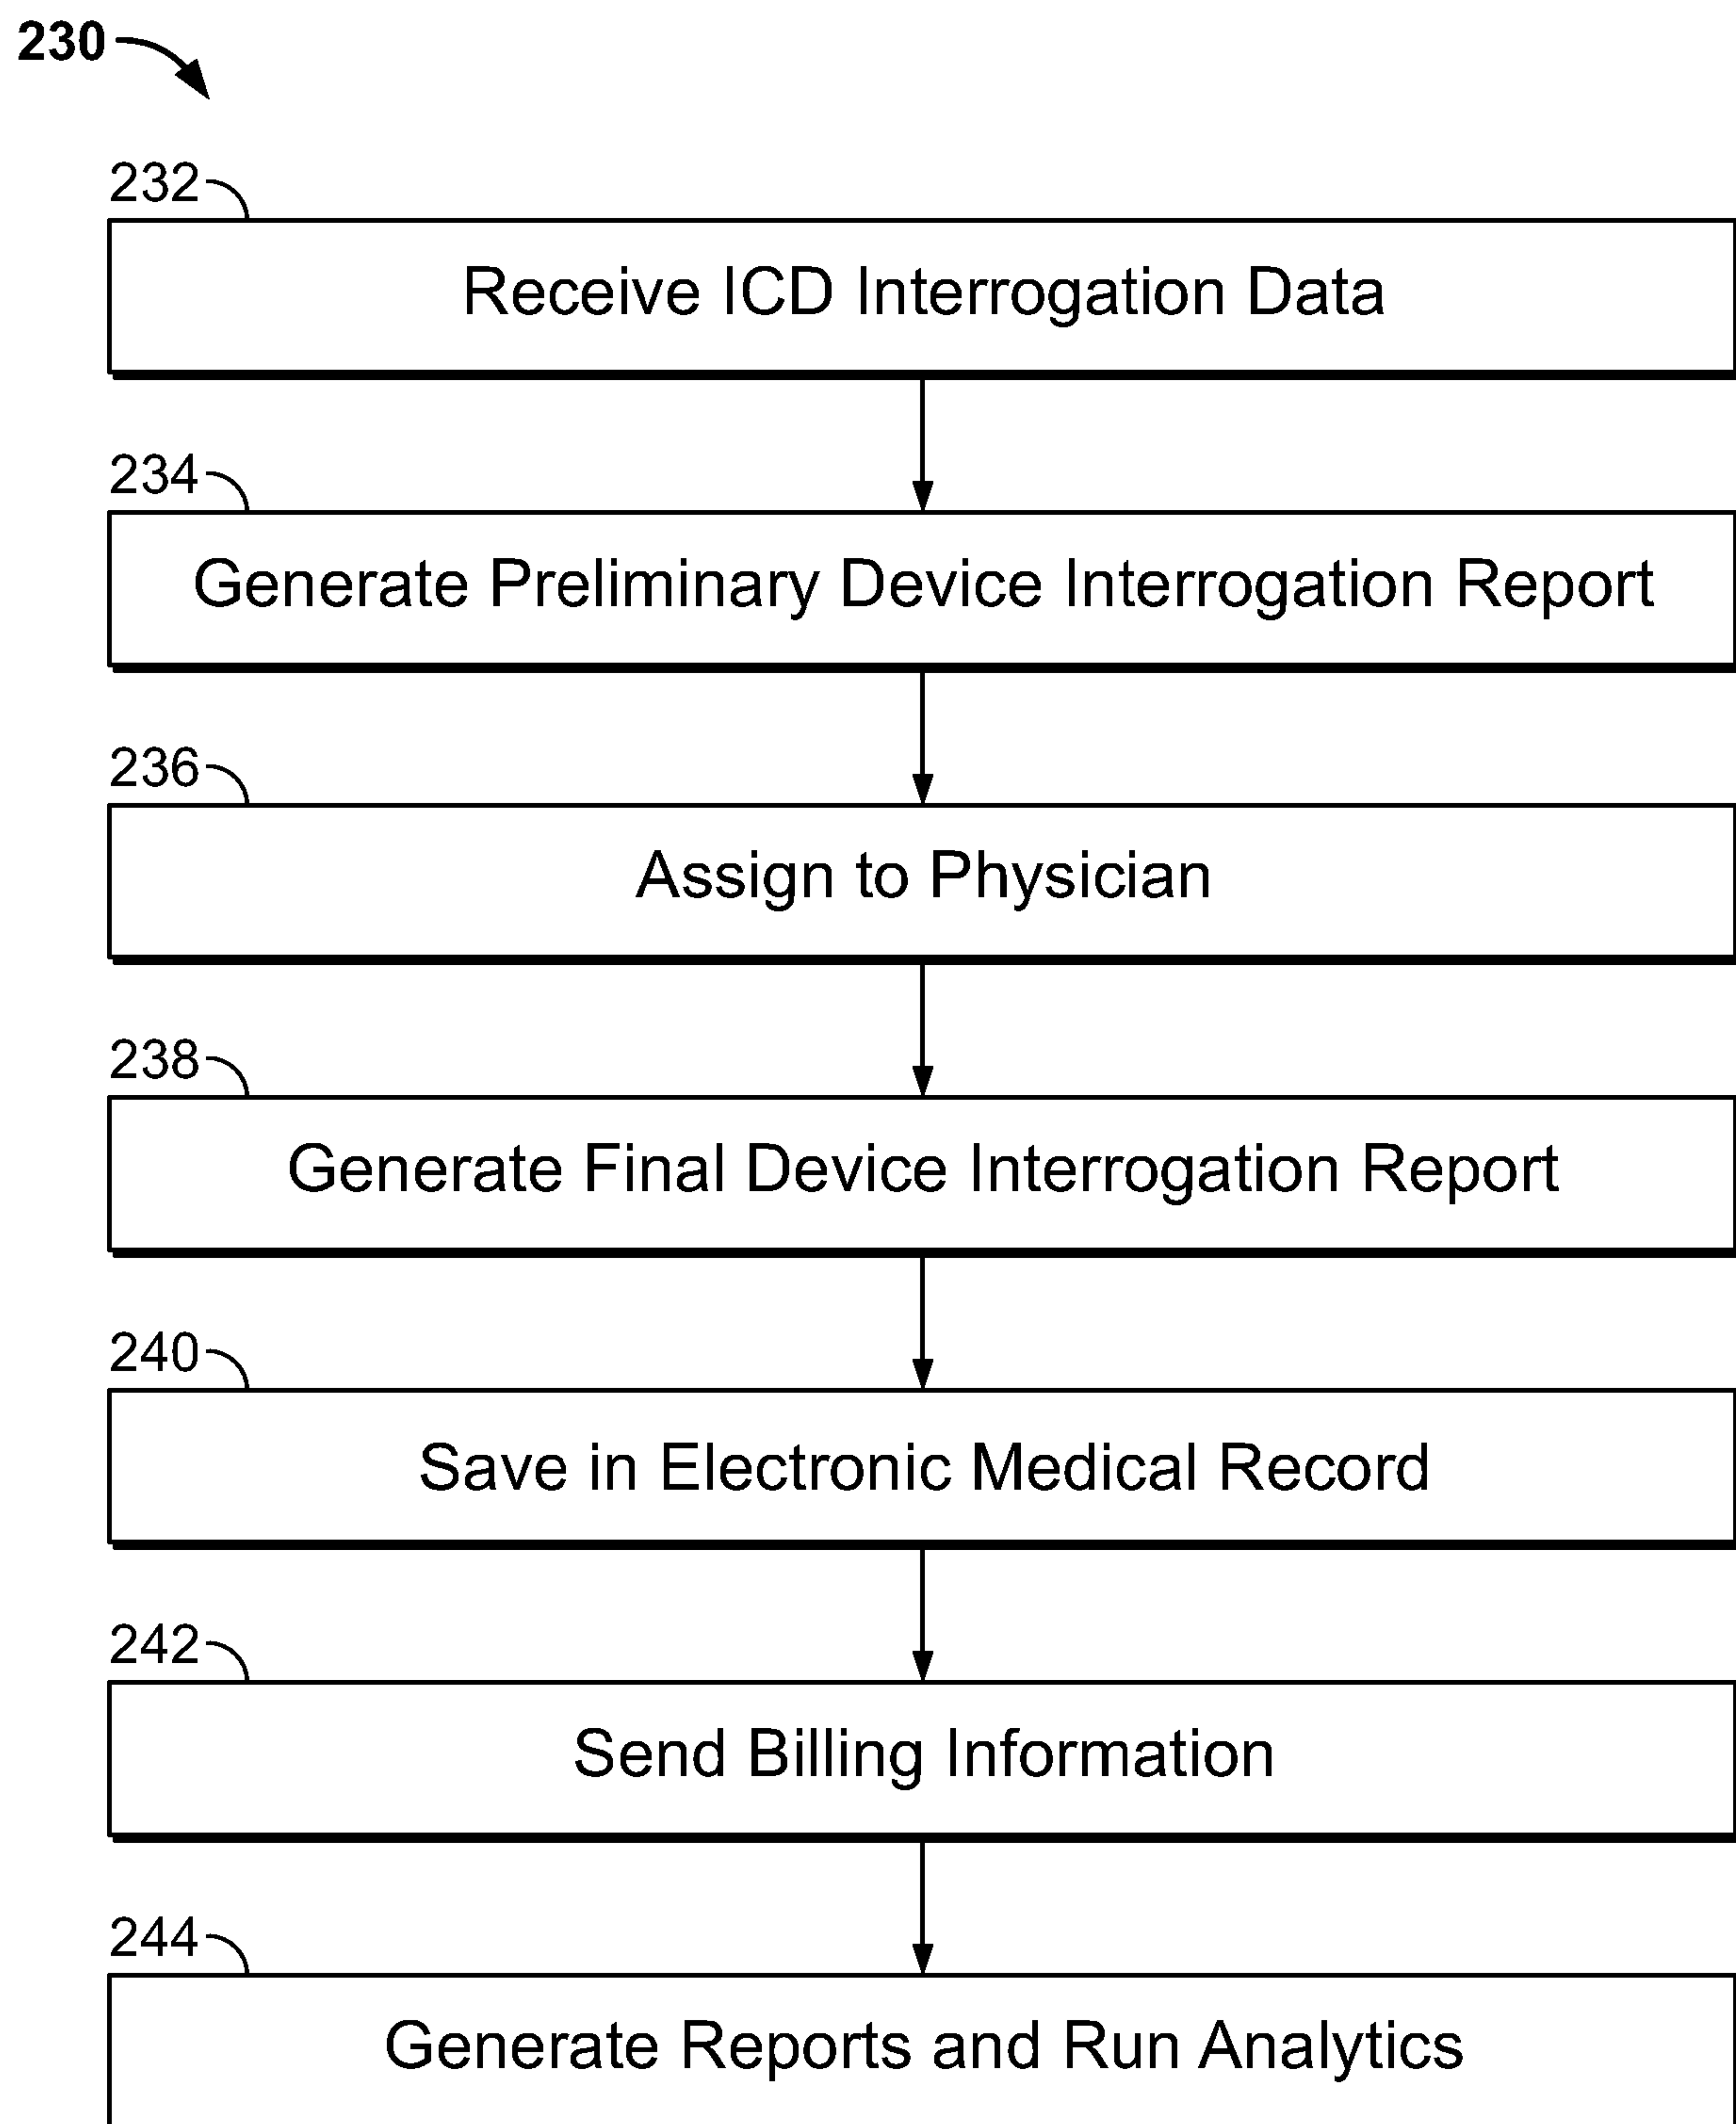 230
232
Receive ICD Interrogation Data
234
Generate Preliminary Device Interrogation Report
236
Assign to Physician
238
Generate Final Device Interrogation Report
240
Save in Electronic Medical Record
242
Send Billing Information
244
Generate Reports and Run Analytics